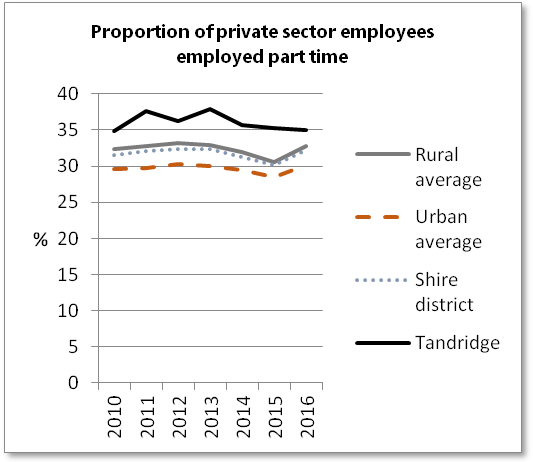 Proportion of private sector employees
employed part time
40
35
30
25
20
15
10
5
0
%
2010
2011
2012
2013
2014
2015
2016
Rural
average
Urban
average
Shire
district
Tandridge